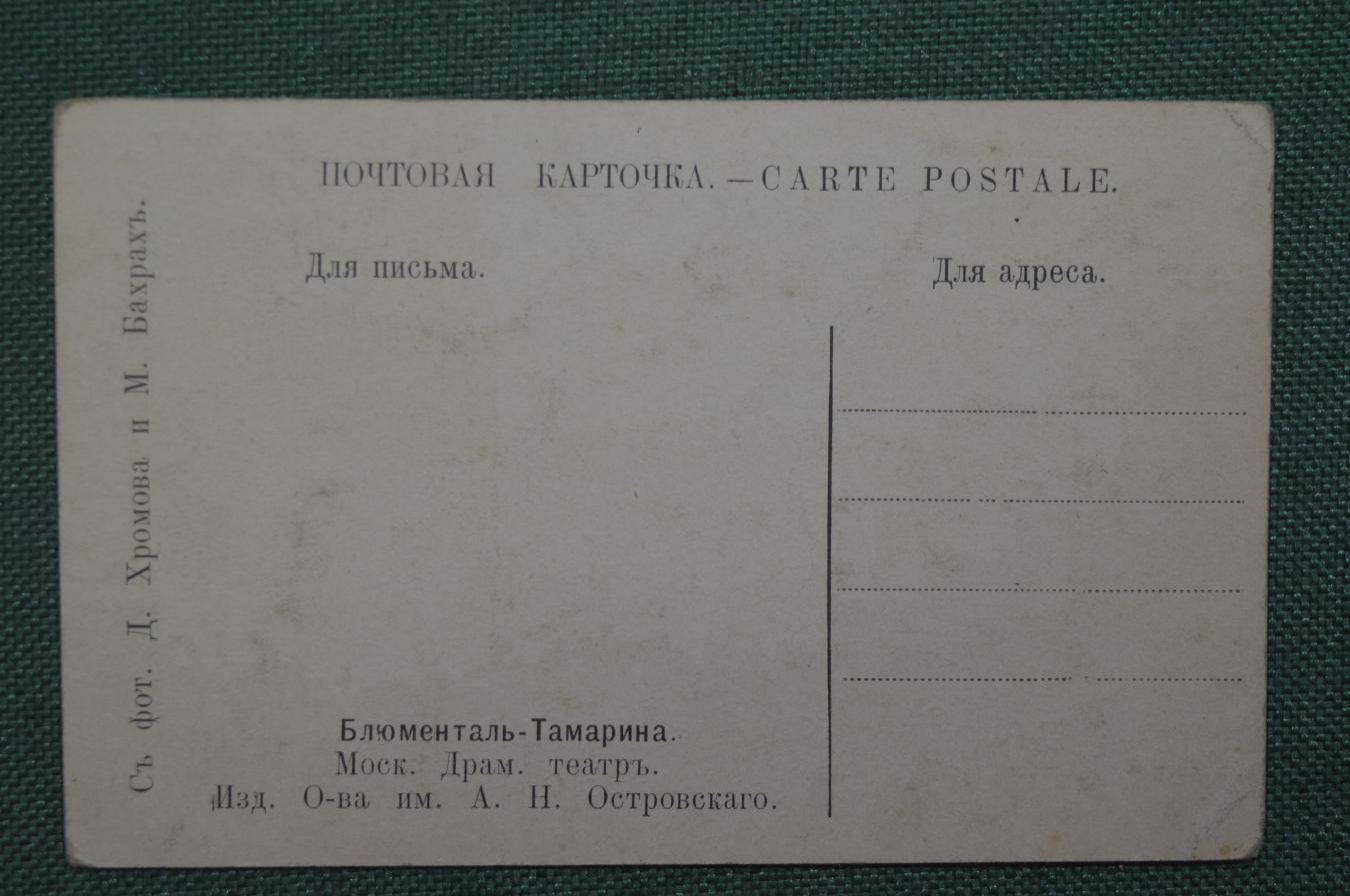 ПОЧТОВАЯ КАРТОЧКА. — CARTE POSTALE.
Для письма.
Для адреса.
Съ фот. Д. Хромова и М. Бахрахъ.
Блюменталь-Тамарина.
Моск. Драм. театръ.
Изд. О-ва им. А. Н. Островскаго.